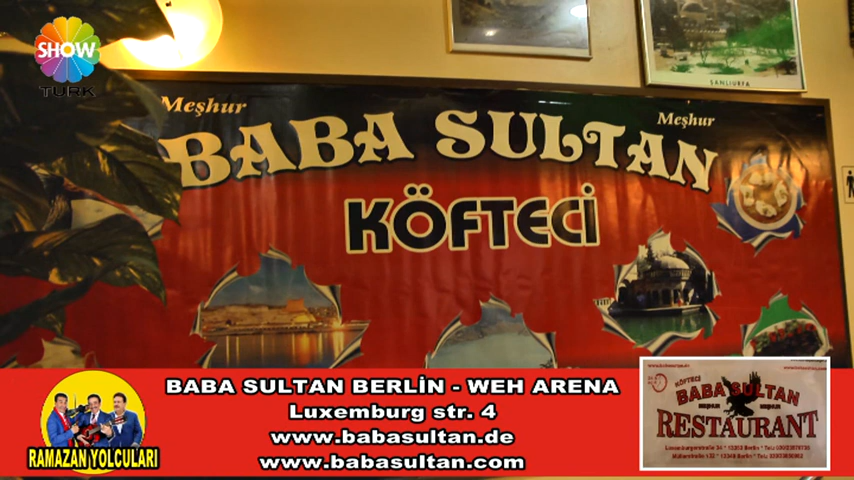 SHOW
TURK
ŞANLIURFA
Meşhur
Meşhur
BABA SULTAN
KÖFTECİ
BABA SULTAN BERLİN - WEH ARENA
Luxemburg str. 4
www.babasultan.de
www.babasultan.com
RAMAZAN YOLCULARI
KÖFTECİ
BABA SULTAN
RESTAURANT